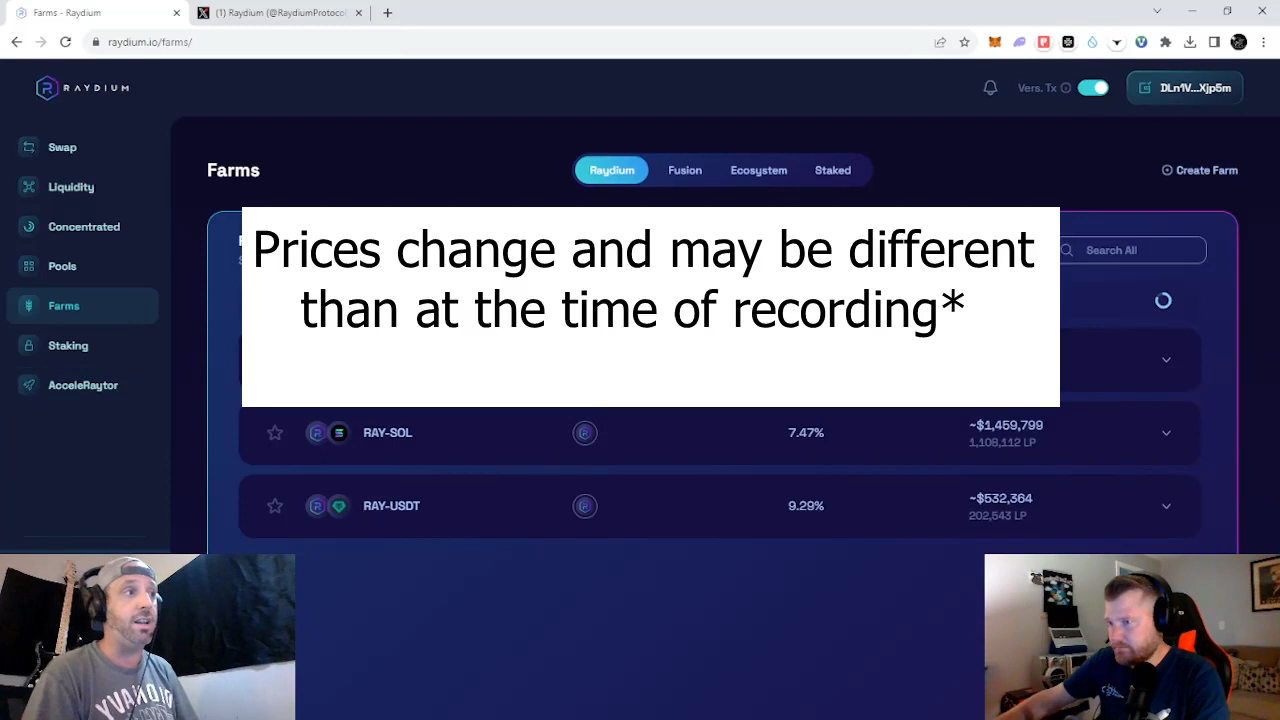 Farms - Raydium
(1) Raydium (@RaydiumProtocol
raydium.io/farms/
RAYDIUM
Vers. Tx
DLn1V...Xjp5m
Swap
Liquidity
Concentrated
Pools
Farms
Staking
AcceleRaytor
Farms
Raydium
Fusion
Ecosystem
Staked
Create Farm
Search All
Prices change and may be different
than at the time of recording*
RAY-SOL
7.47%
~$1,459,799
1,108,112 LP
RAY-USDT
9.29%
~$532,364
202,543 LP